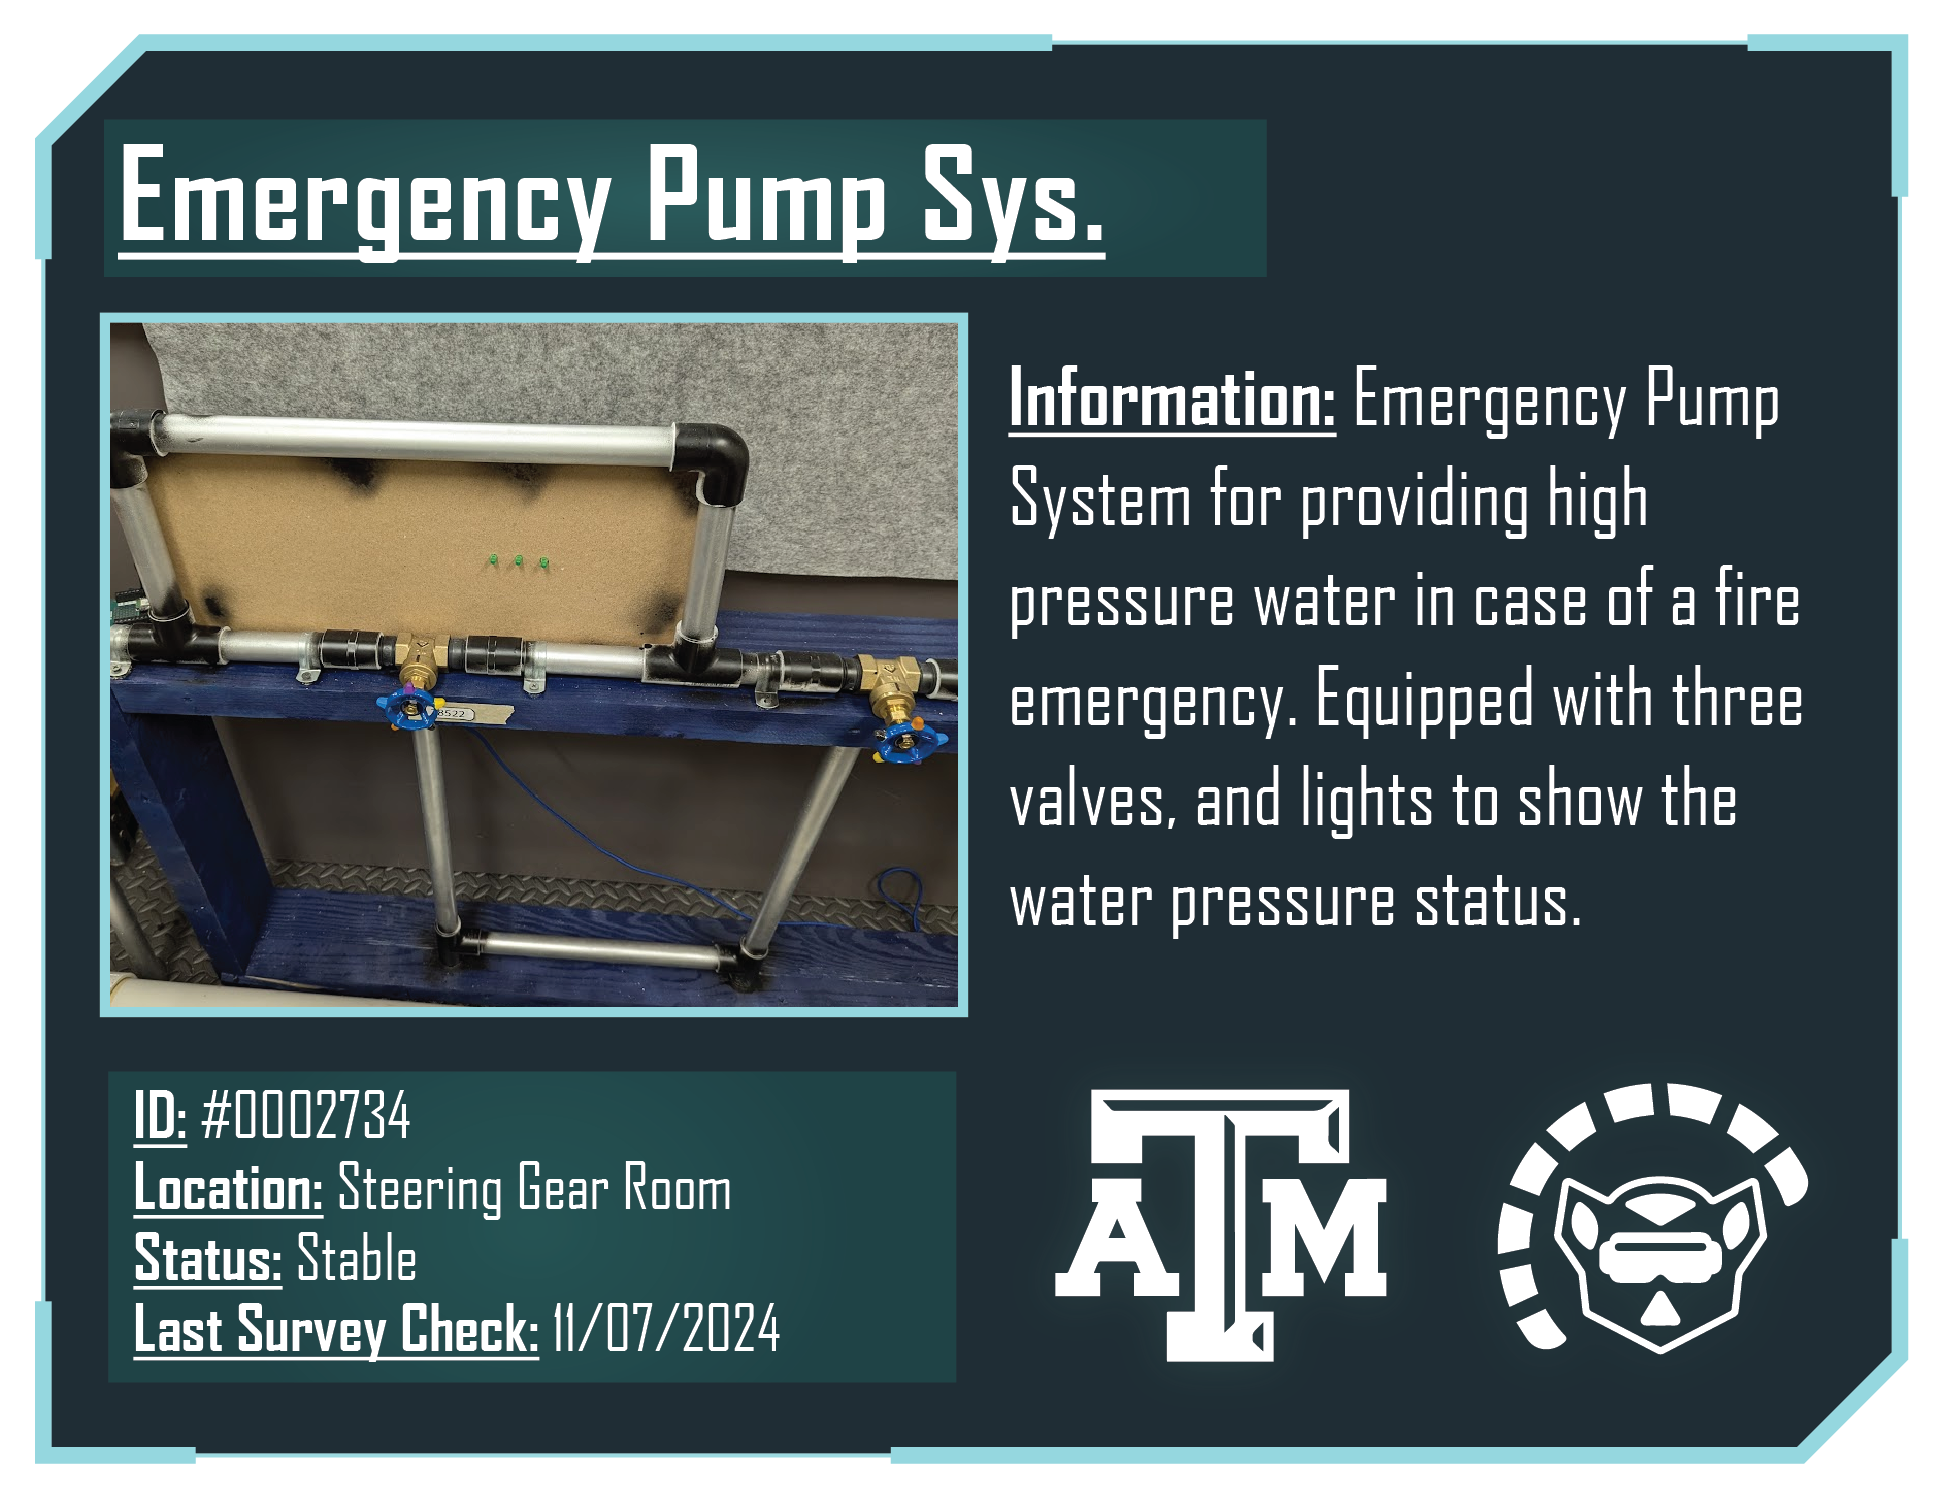 Emergency Pump Sys.
Information: Emergency Pump
System for providing high
pressure water in case of a fire
emergency. Equipped with three
valves, and lights to show the
water pressure status.
8522
ID: #0002734
Location: Steering Gear Room
Status: Stable
Last Survey Check: 11/07/2024
ATM